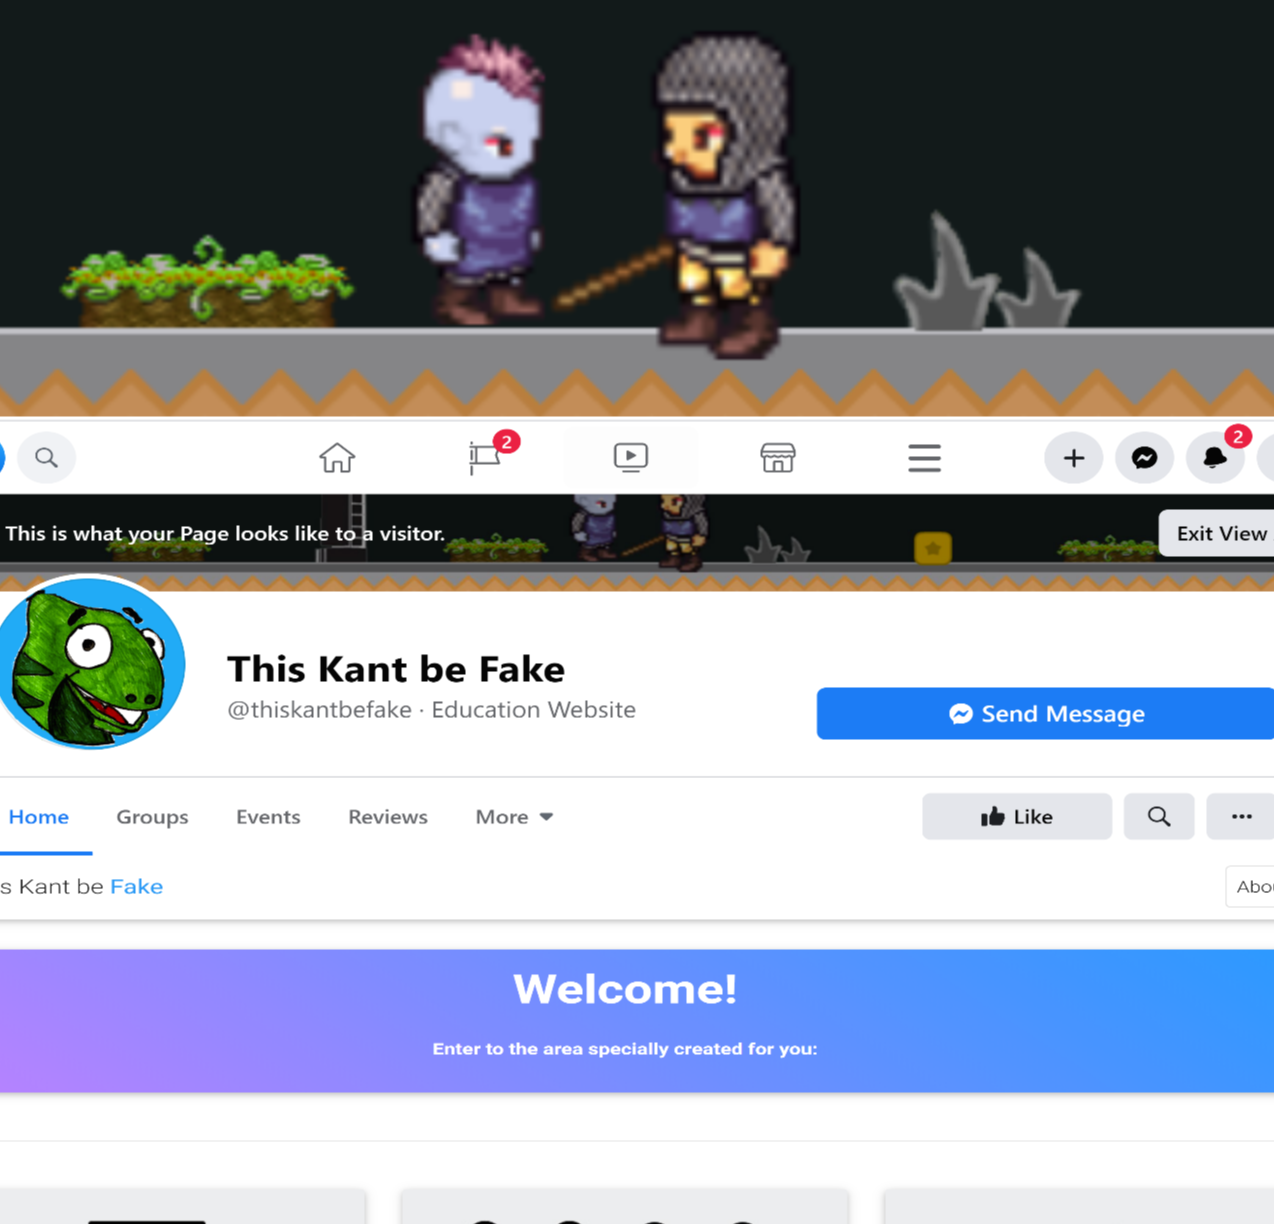 2
2
This is what your Page looks like to a visitor.
Exit View
This Kant be Fake
@thiskantbefake · Education Website
Send Message
Home
Groups
Events
Reviews
More
Like
s Kant be Fake
Abou
Welcome!
Enter to the area specially created for you: